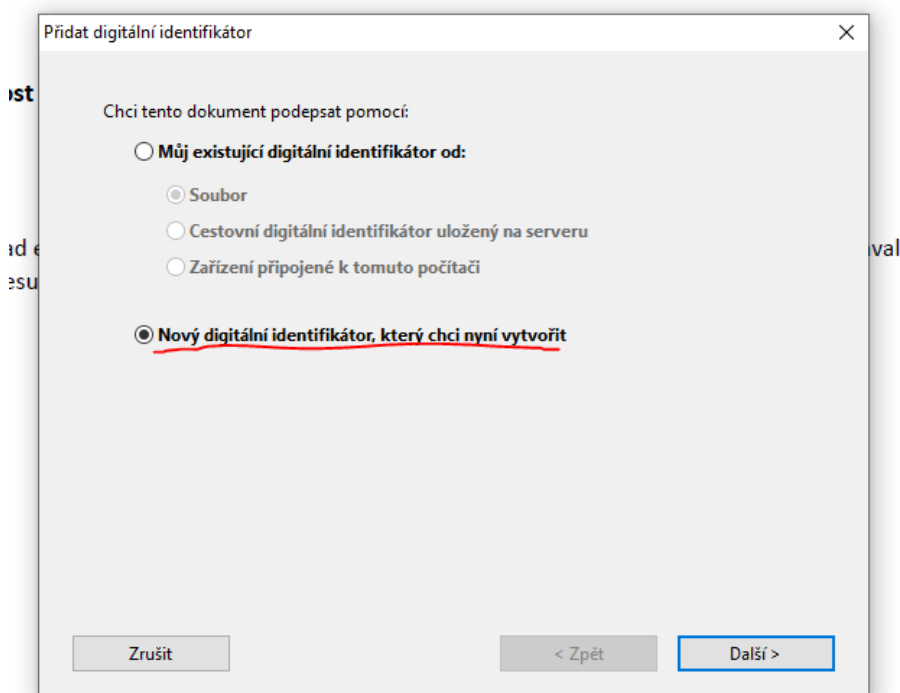 Přidat digitální identifikátor
Chci tento dokument podepsat pomocí:
Můj existující digitální identifikátor od:
Soubor
Cestovní digitální identifikátor uložený na serveru
Zařízení připojené k tomuto počítači
Nový digitální identifikátor, který chci nyní vytvořit
Zrušit
< Zpět
Další >